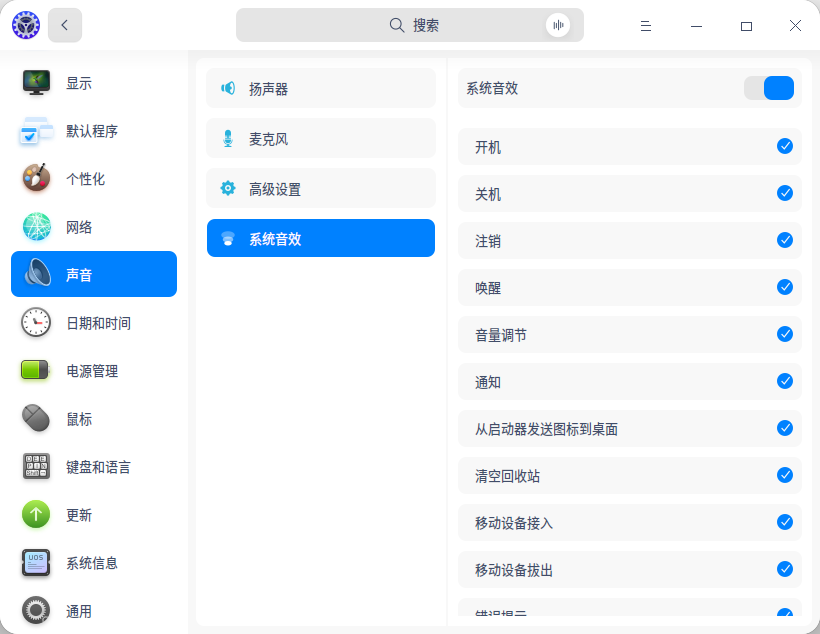 搜索
显示
默认程序
个性化
网络
声音
日期和时间
电源管理
鼠标
键盘和语言
更新
UOS
系统信息
通用
扬声器
麦克风
高级设置
系统音效
系统音效
开机
关机
注销
唤醒
音量调节
通知
从启动器发送图标到桌面
清空回收站
移动设备接入
移动设备拔出
错误提示